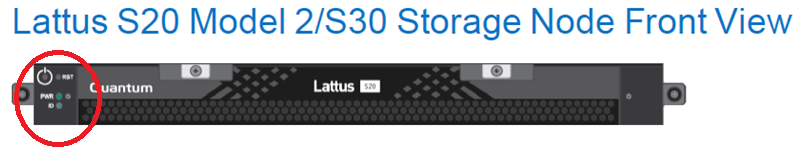 Lattus S20 Model 2/S30 Storage Node Front View
RST
Quantum
Lattus S20
PWR
ID